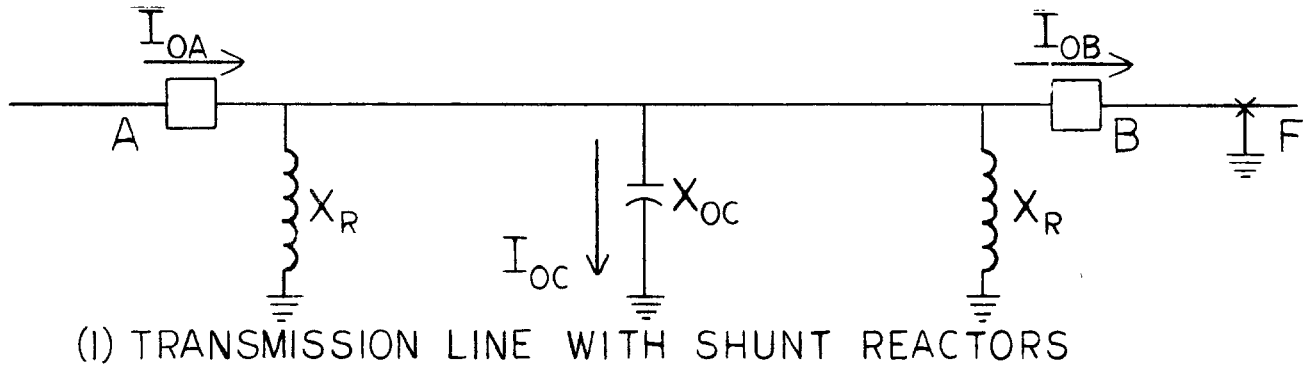 I_OA
I_OB
A
B
F
X_R
X_OC
X_R
I_OC
(1) TRANSMISSION LINE WITH SHUNT REACTORS